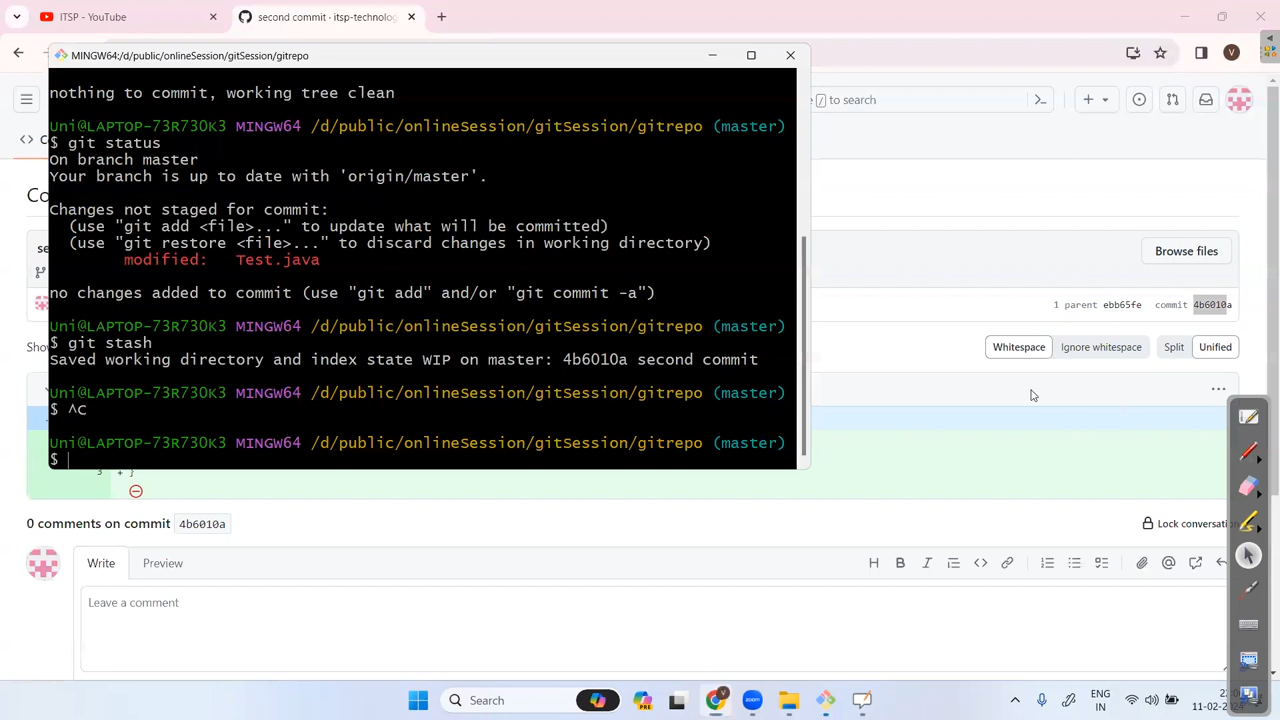 ITSP - YouTube
second commit · itsp-technolog
MINGW64:/d/public/onlineSession/gitSession/gitrepo
nothing to commit, working tree clean
Uni@LAPTOP-73R730K3 MINGW64 /d/public/onlineSession/gitSession/gitrepo (master)
$ git status
On branch master
Your branch is up to date with 'origin/master'.
Changes not staged for commit:
(use "git add <file>..." to update what will be committed)
(use "git restore <file>..." to discard changes in working directory)
modified: Test.java
no changes added to commit (use "git add" and/or "git commit -a")
Uni@LAPTOP-73R730K3 MINGW64 /d/public/onlineSession/gitSession/gitrepo (master)
$ git stash
Saved working directory and index state WIP on master: 4b6010a second commit
Uni@LAPTOP-73R730K3 MINGW64 /d/public/onlineSession/gitSession/gitrepo (master)
$ ^C
Uni@LAPTOP-73R730K3 MINGW64 /d/public/onlineSession/gitSession/gitrepo (master)
$
/ to search
Browse files
1 parent ebb65fe commit 4b6010a
Whitespace Ignore whitespace Split Unified
3 + }
0 comments on commit 4b6010a
Lock conversati
Write Preview
H B I
Leave a comment
Search
ENG
IN
11-02-2024